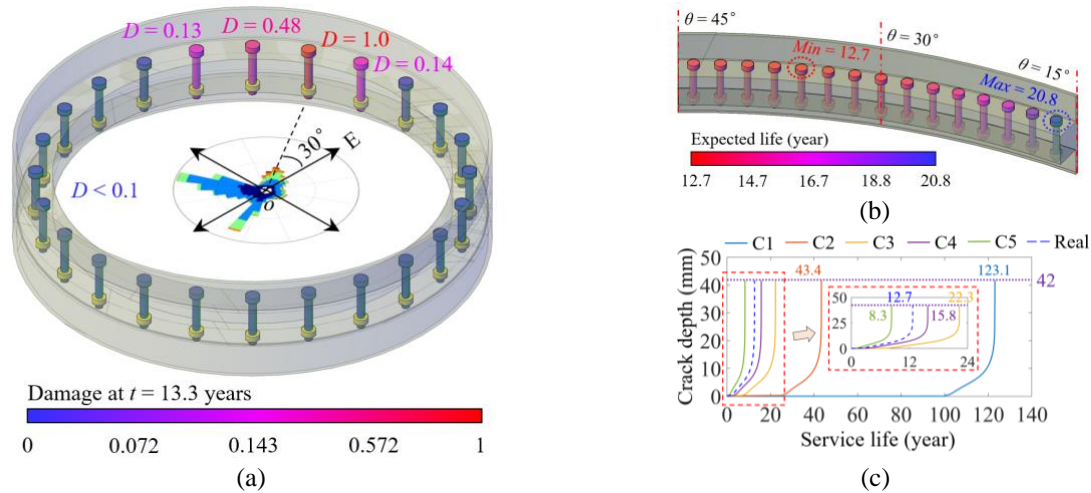 D = 0.13
D = 0.48
D = 1.0
D = 0.14
D < 0.1
30°
E
o
Damage at t = 13.3 years
0 0.072 0.143 0.572 1
(a)
θ = 45°
θ = 30°
θ = 15°
Min = 12.7
Max = 20.8
Expected life (year)
12.7 14.7 16.7 18.8 20.8
(b)
C1 C2 C3 C4 C5 Real
Crack depth (mm)
50
40
30
20
10
0
43.4
123.1
42
50
25
0
12.7
22.3
8.3
15.8
0 12 24
0 20 40 60 80 100 120 140
Service life (year)
(c)